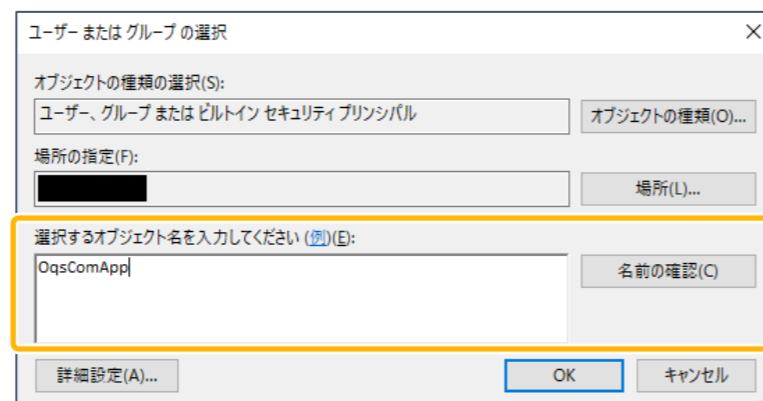 ユーザー または グループ の選択
オブジェクトの種類の選択(S):
ユーザー、グループ または ビルトイン セキュリティ プリンシパル
オブジェクトの種類(O)...
場所の指定(F):
場所(L)...
選択するオブジェクト名を入力してください (例)(E):
OqsComApp
名前の確認(C)
詳細設定(A)...
OK
キャンセル